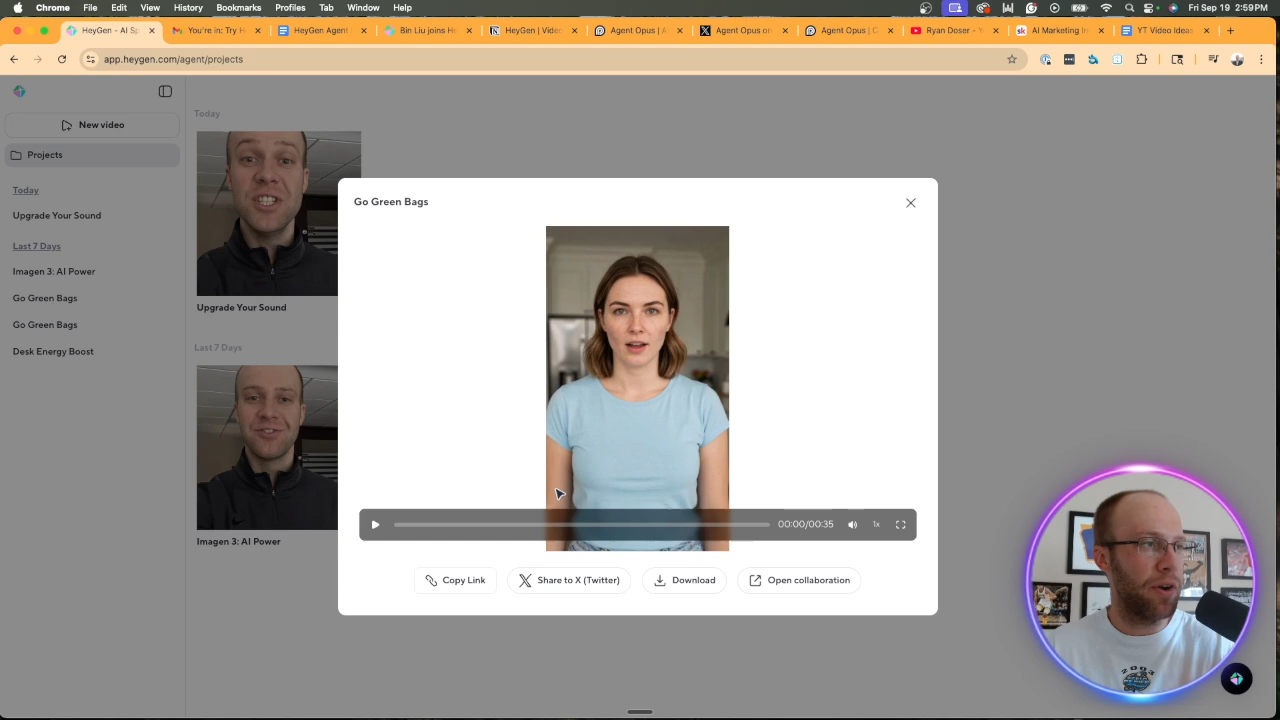 Chrome File Edit View History Bookmarks Profiles Tab Window Help
Fri Sep 19 2:59PM
HeyGen - AI Sp
You're in: Try H
HeyGen Agent
Bin Liu joins He
HeyGen | Video
Agent Opus | A
Agent Opus on
Agent Opus | C
Ryan Doser - Y
AI Marketing In
YT Video Ideas
app.heygen.com/agent/projects
New video
Projects
Today
Upgrade Your Sound
Last 7 Days
Imagen 3: AI Power
Go Green Bags
Go Green Bags
Desk Energy Boost
Today
Upgrade Your Sound
Last 7 Days
Imagen 3: AI Power
Go Green Bags
00:00/00:35
1x
Copy Link
Share to X (Twitter)
Download
Open collaboration